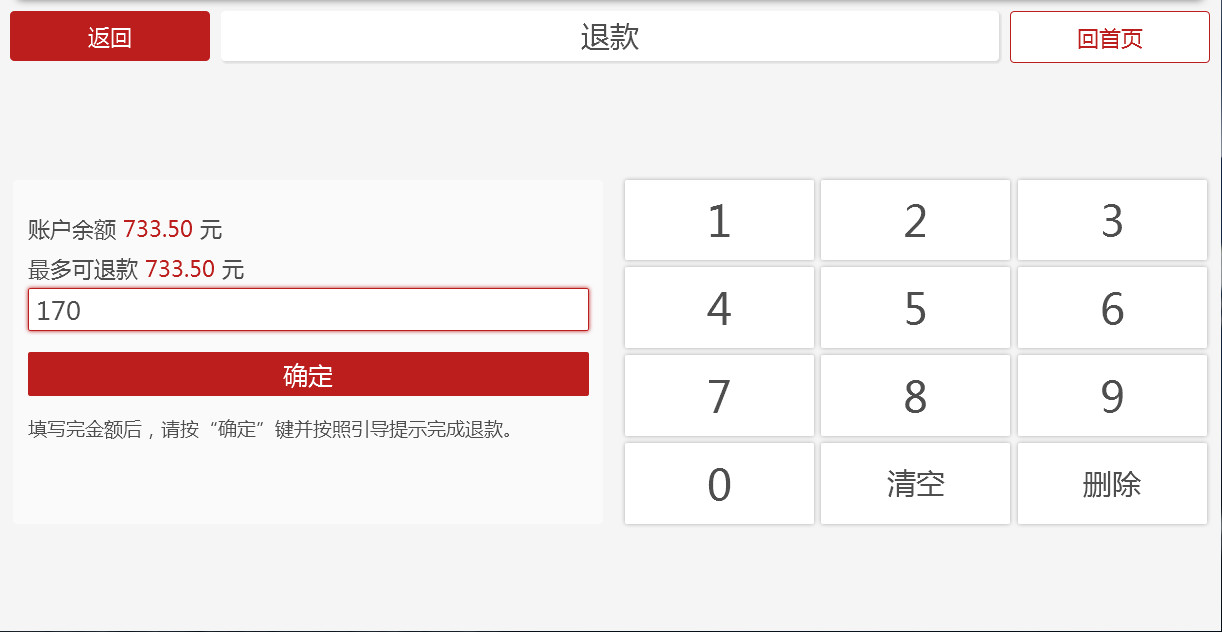 返回
退款
回首页
账户余额 733.50 元
最多可退款 733.50 元
170
确定
填写完金额后，请按“确定”键并按照引导提示完成退款。
1 2 3
4 5 6
7 8 9
0 清空 删除